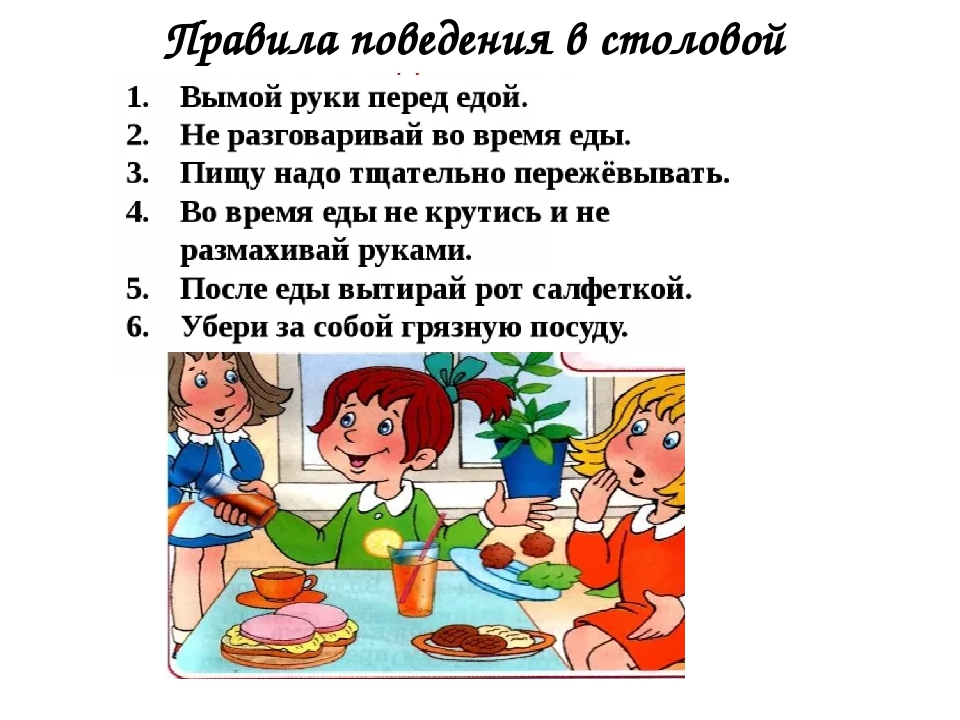 Правила поведения в столовой
1. Вымой руки перед едой.
2. Не разговаривай во время еды.
3. Пищу надо тщательно пережёвывать.
4. Во время еды не крутись и не
размахивай руками.
5. После еды вытирай рот салфеткой.
6. Убери за собой грязную посуду.